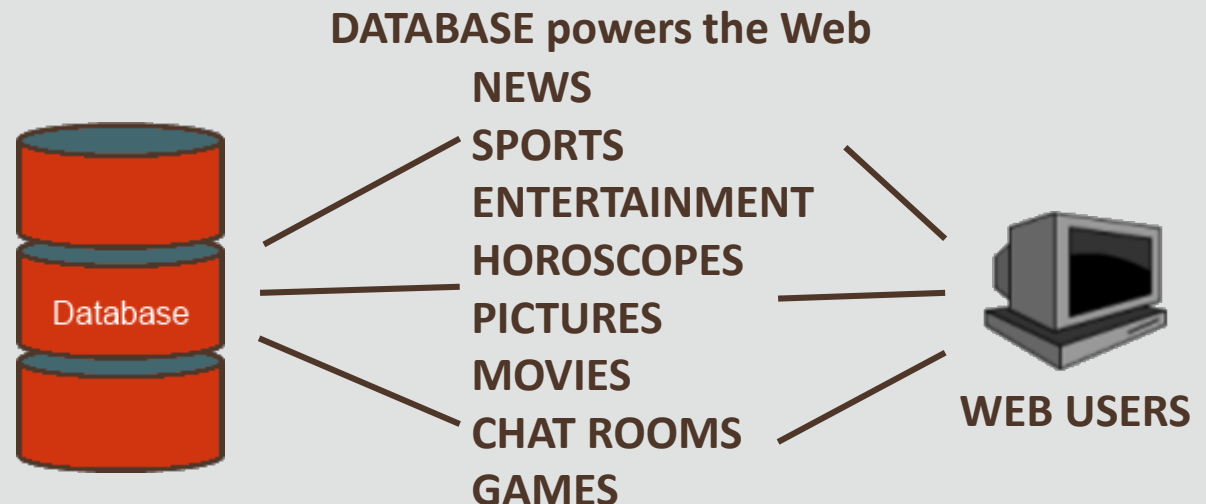 DATABASE powers the Web
NEWS
SPORTS
ENTERTAINMENT
HOROSCOPES
PICTURES
MOVIES
CHAT ROOMS
GAMES
Database
WEB USERS